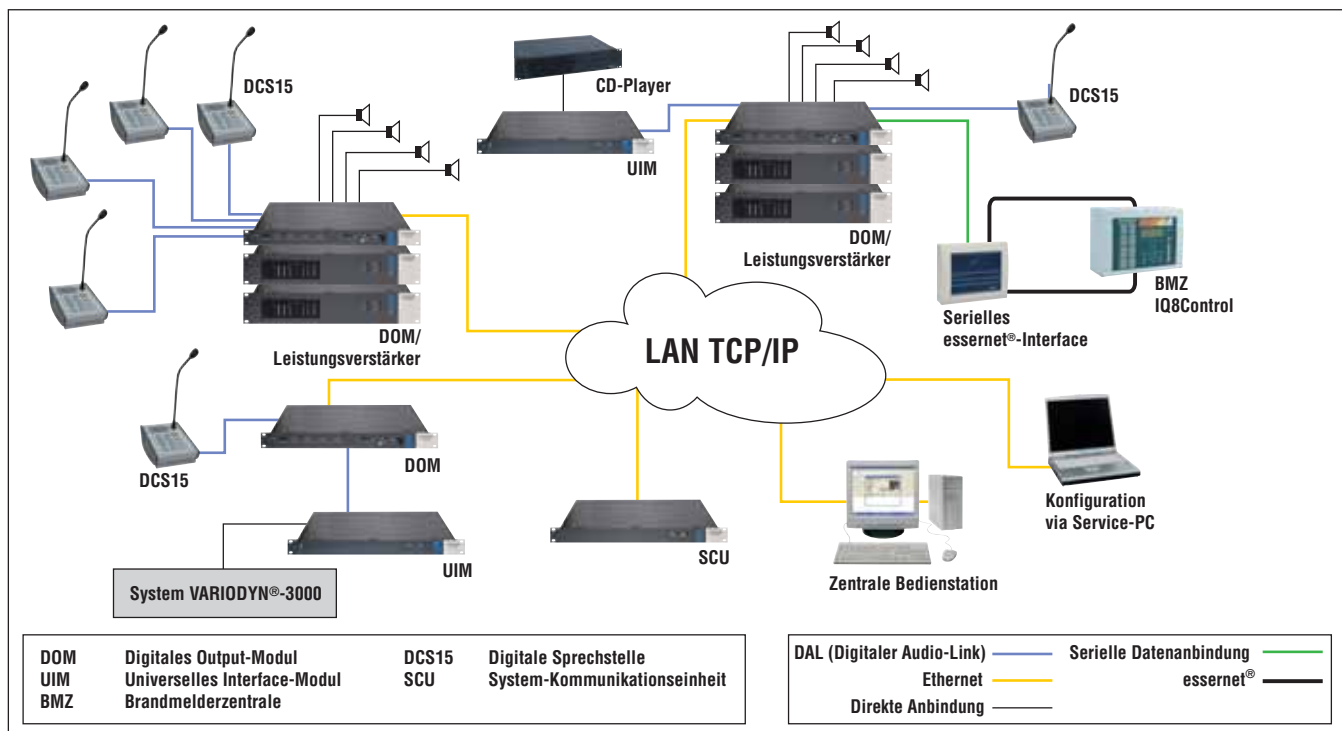 DCS15
CD-Player
UIM
DCS15
DOM/
Leistungsverstärker
DOM/
Leistungsverstärker
BMZ
IQ8Control
Serielles
essernet®-Interface
LAN TCP/IP
DCS15
DOM
UIM
SCU
Konfiguration
via Service-PC
Zentrale Bedienstation
System VARIODYN®-3000
DOM Digitales Output-Modul
UIM Universelles Interface-Modul
BMZ Brandmelderzentrale
DCS15 Digitale Sprechstelle
SCU System-Kommunikationseinheit
DAL (Digitaler Audio-Link)
Ethernet
Direkte Anbindung
Serielle Datenanbindung
essernet®